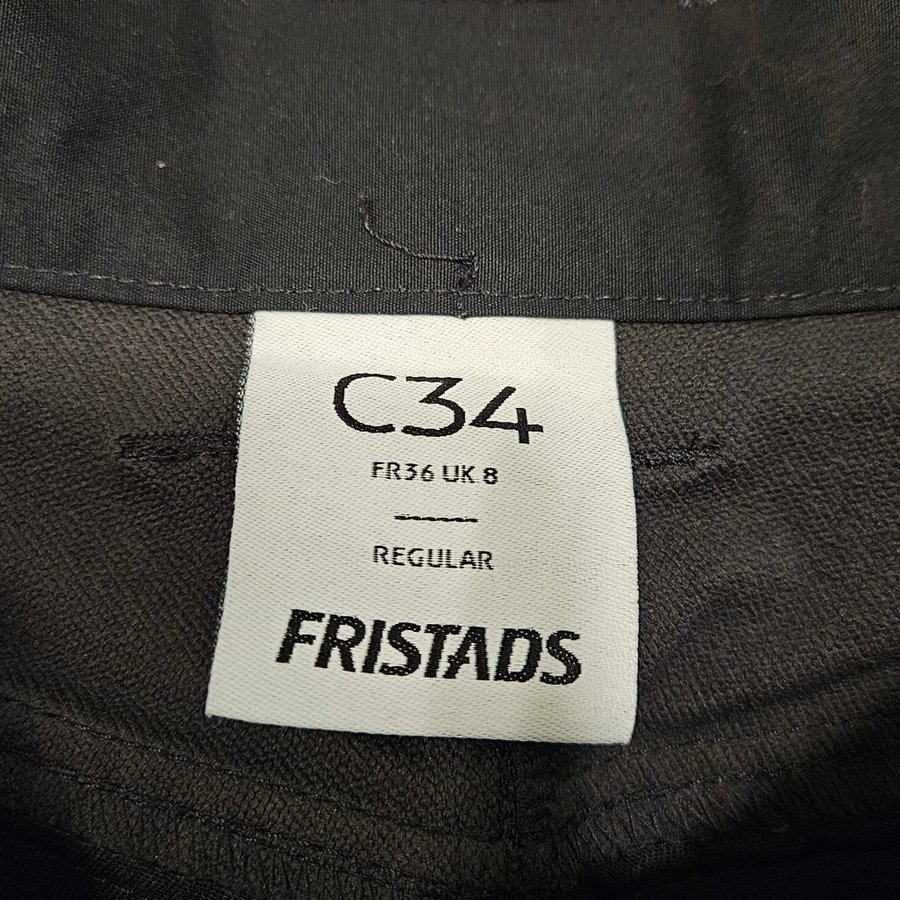 C34
FR36 UK 8
REGULAR
FRISTADS